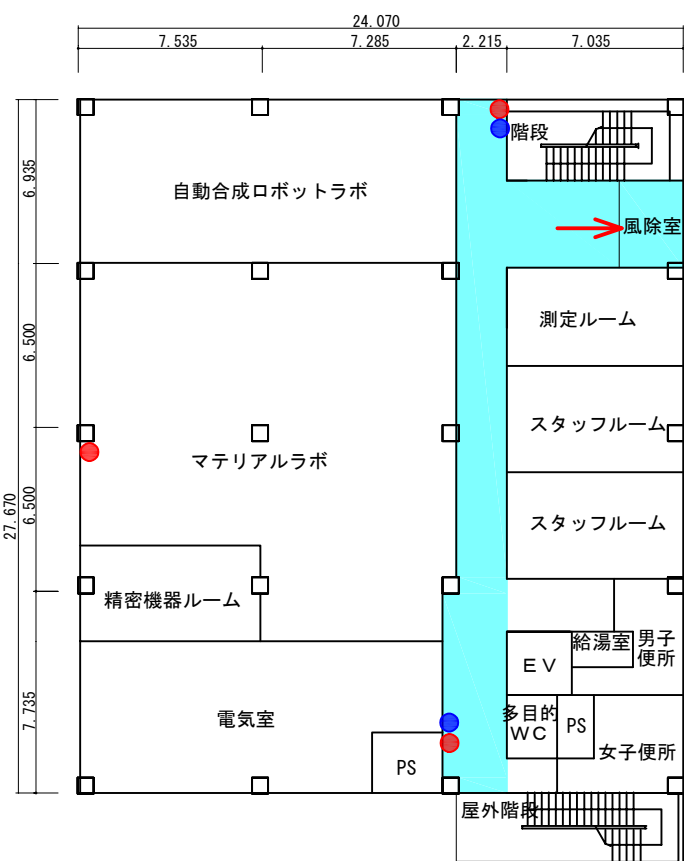 24.070
7.535
7.285
2.215
7.035
階段
6.935
自動合成ロボットラボ
風除室
測定ルーム
6.500
スタッフルーム
マテリアルラボ
27.670
6.500
スタッフルーム
精密機器ルーム
給湯室
男子
便所
EV
7.735
電気室
多目的
WC
PS
女子便所
PS
屋外階段